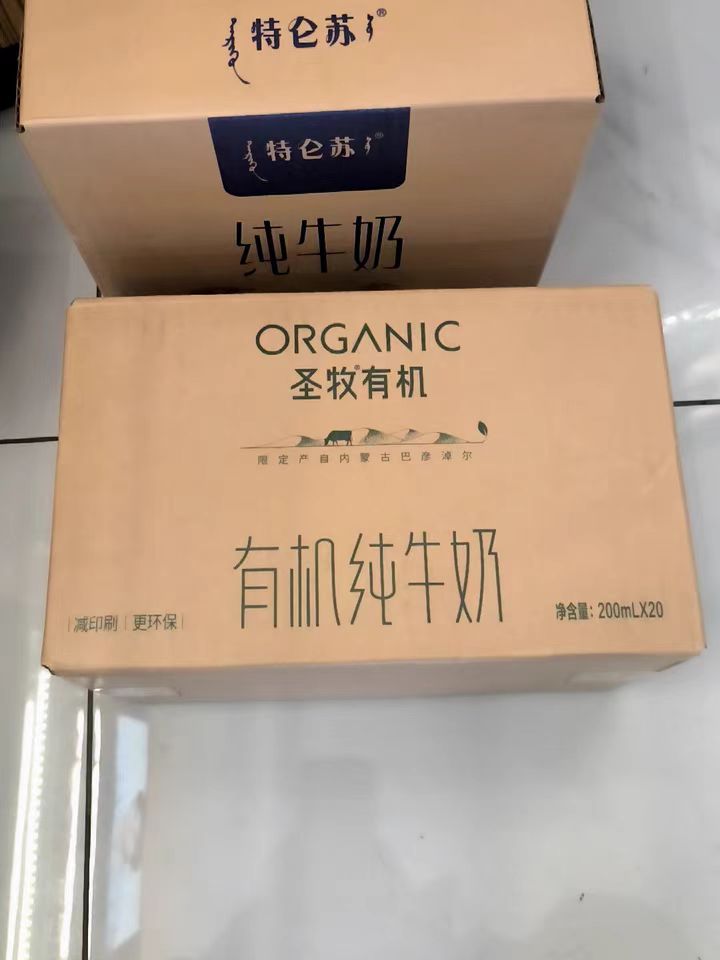 特仑苏®
特仑苏®
纯牛奶
ORGANIC
圣牧®有机
限定产自内蒙古巴彦淖尔
有机纯牛奶
减印刷 更环保
净含量：200mLX20